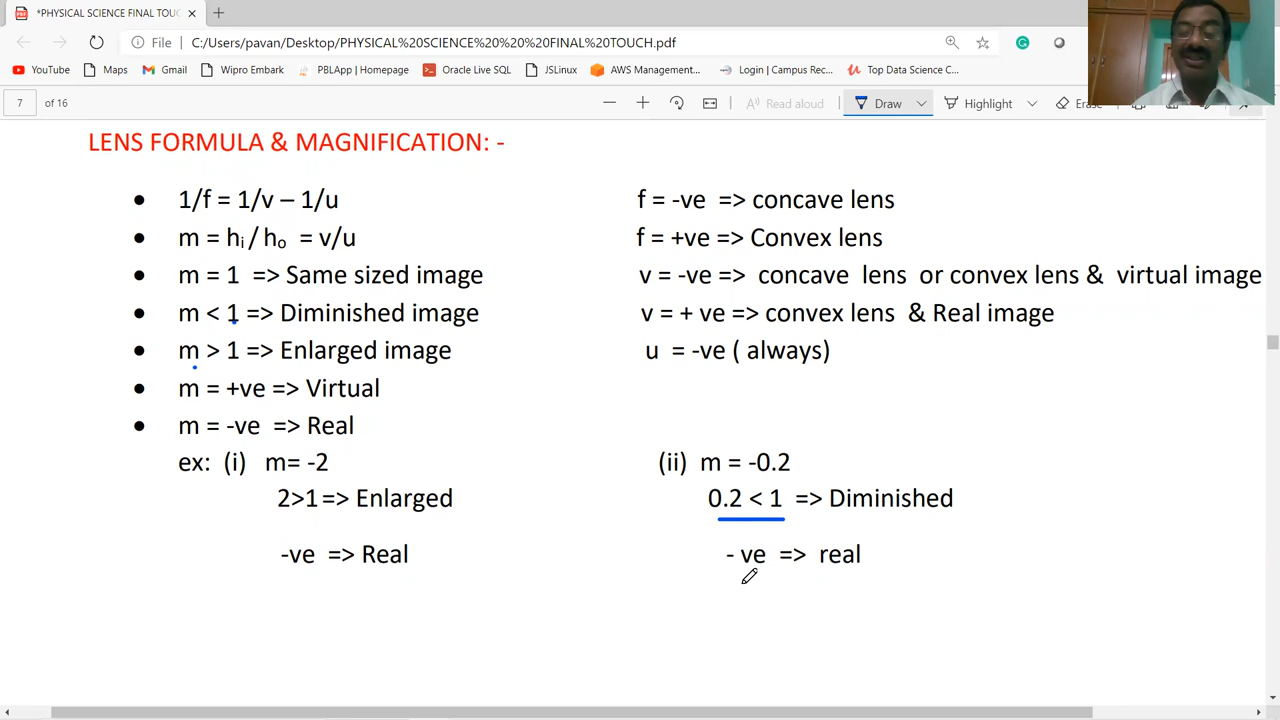 *PHYSICAL SCIENCE FINAL TOUC
File C:/Users/pavan/Desktop/PHYSICAL%20SCIENCE%20%20%20FINAL%20TOUCH.pdf
YouTube Maps Gmail Wipro Embark PBLApp | Homepage Oracle Live SQL JSLinux AWS Management... Login | Campus Rec... Top Data Science C...
7 of 16 Read aloud Draw Highlight Erase
LENS FORMULA & MAGNIFICATION: -
• 1/f = 1/v – 1/u f = -ve => concave lens
• m = hᵢ / hₒ = v/u f = +ve => Convex lens
• m = 1 => Same sized image v = -ve => concave lens or convex lens & virtual image
• m < 1 => Diminished image v = + ve => convex lens & Real image
• m > 1 => Enlarged image u = -ve ( always)
• m = +ve => Virtual
• m = -ve => Real
ex: (i) m= -2 (ii) m = -0.2
2>1 => Enlarged 0.2 < 1 => Diminished
-ve => Real - ve => real